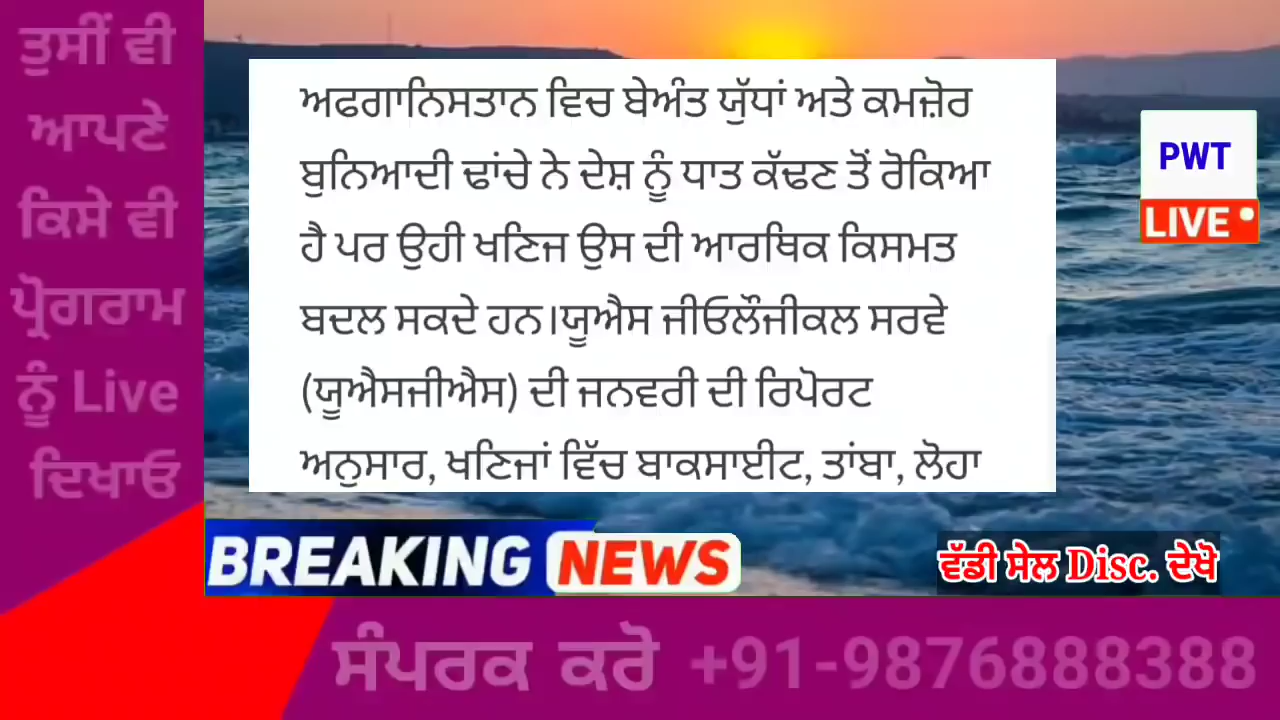 ਤੁਸੀਂ ਵੀ
ਆਪਣੇ
ਕਿਸੇ ਵੀ
ਪ੍ਰੋਗਰਾਮ
ਨੂੰ Live
ਦਿਖਾਓ
ਅਫਗਾਨਿਸਤਾਨ ਵਿਚ ਬੇਅੰਤ ਯੁੱਧਾਂ ਅਤੇ ਕਮਜ਼ੋਰ
ਬੁਨਿਆਦੀ ਢਾਂਚੇ ਨੇ ਦੇਸ਼ ਨੂੰ ਧਾਤ ਕੱਢਣ ਤੋਂ ਰੋਕਿਆ
ਹੈ ਪਰ ਉਹੀ ਖਣਿਜ ਉਸ ਦੀ ਆਰਥਿਕ ਕਿਸਮਤ
ਬਦਲ ਸਕਦੇ ਹਨ।ਯੂਐਸ ਜੀਓਲੌਜੀਕਲ ਸਰਵੇ
(ਯੂਐਸਜੀਐਸ) ਦੀ ਜਨਵਰੀ ਦੀ ਰਿਪੋਰਟ
ਅਨੁਸਾਰ, ਖਣਿਜਾਂ ਵਿੱਚ ਬਾਕਸਾਈਟ, ਤਾਂਬਾ, ਲੋਹਾ
PWT
LIVE
BREAKING NEWS
ਵੱਡੀ ਸੇਲ Disc. ਦੇਖੋ
ਸੰਪਰਕ ਕਰੋ +91-9876888388